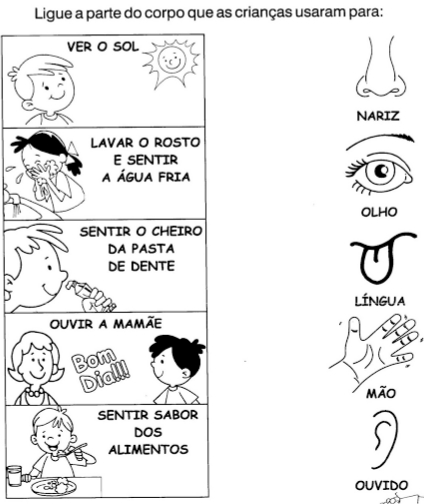 Ligue a parte do corpo que as crianças usaram para:
VER O SOL
LAVAR O ROSTO
E SENTIR
A ÁGUA FRIA
SENTIR O CHEIRO
DA PASTA
DE DENTE
OUVIR A MAMÃE
Bom
Dia!!!
SENTIR SABOR
DOS
ALIMENTOS
NARIZ
OLHO
LÍNGUA
MÃO
OUVIDO